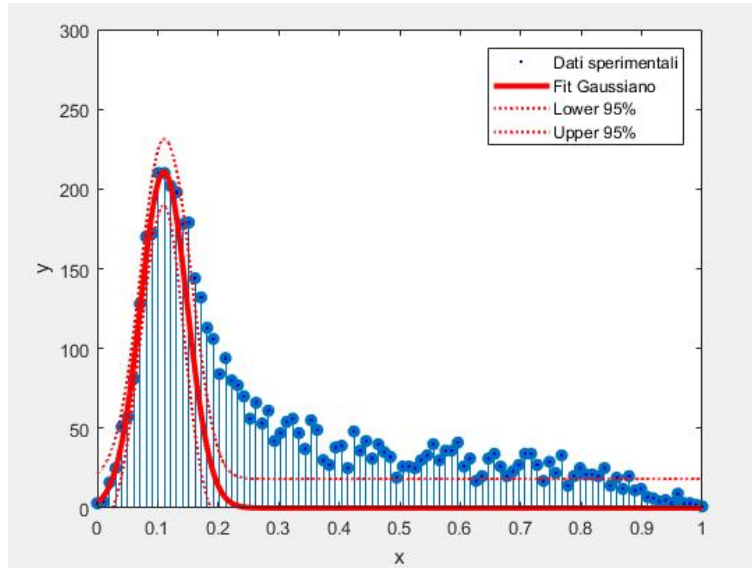 300
250
200
150
100
50
0
y
Dati sperimentali
Fit Gaussiano
Lower 95%
Upper 95%
0 0.1 0.2 0.3 0.4 0.5 0.6 0.7 0.8 0.9 1
x